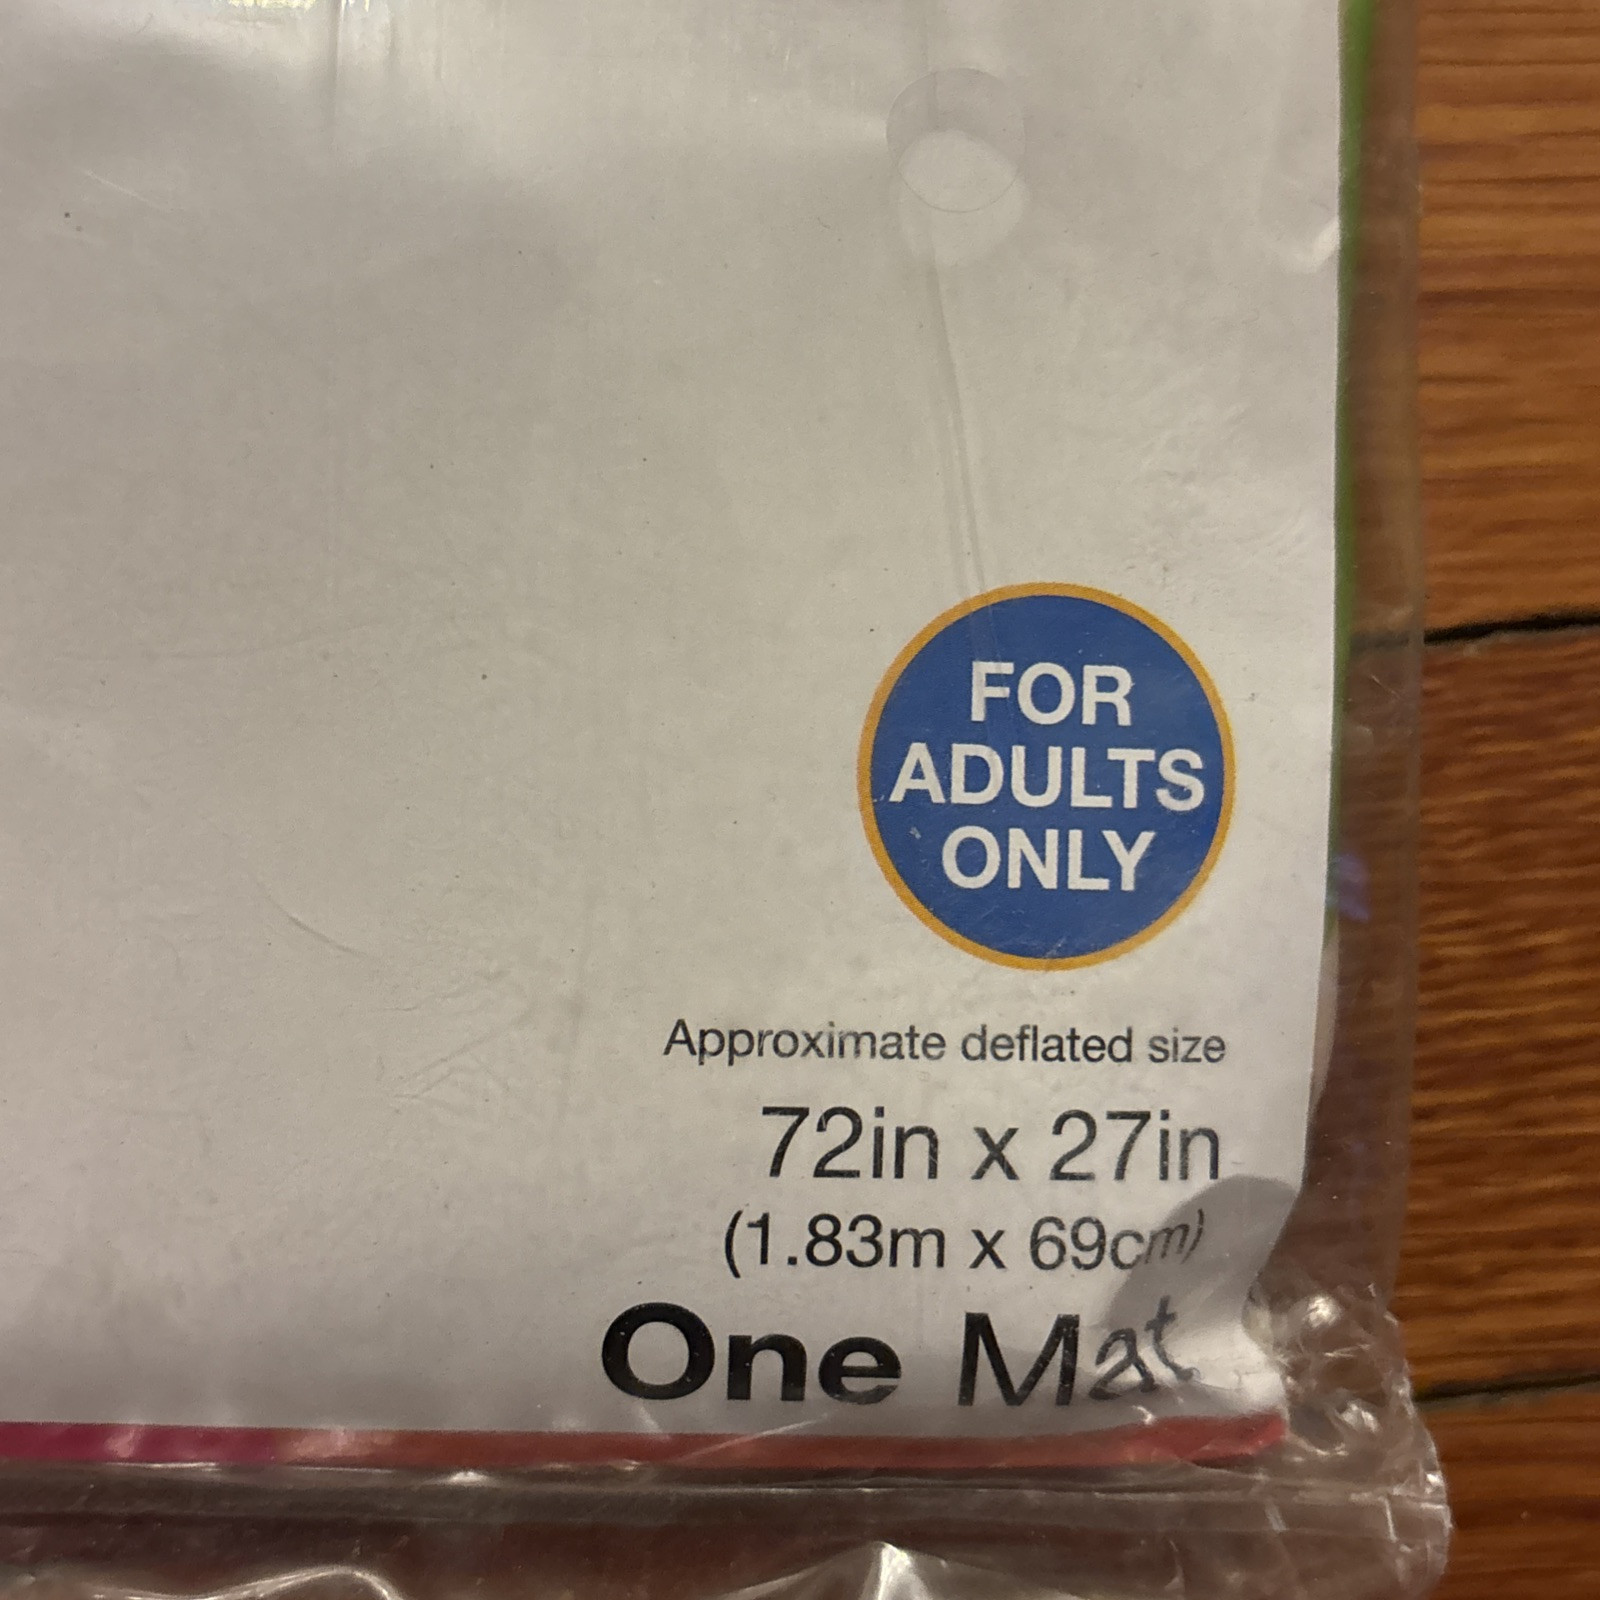 FOR
ADULTS
ONLY
Approximate deflated size
72in x 27in
(1.83m x 69cm)
One Mat